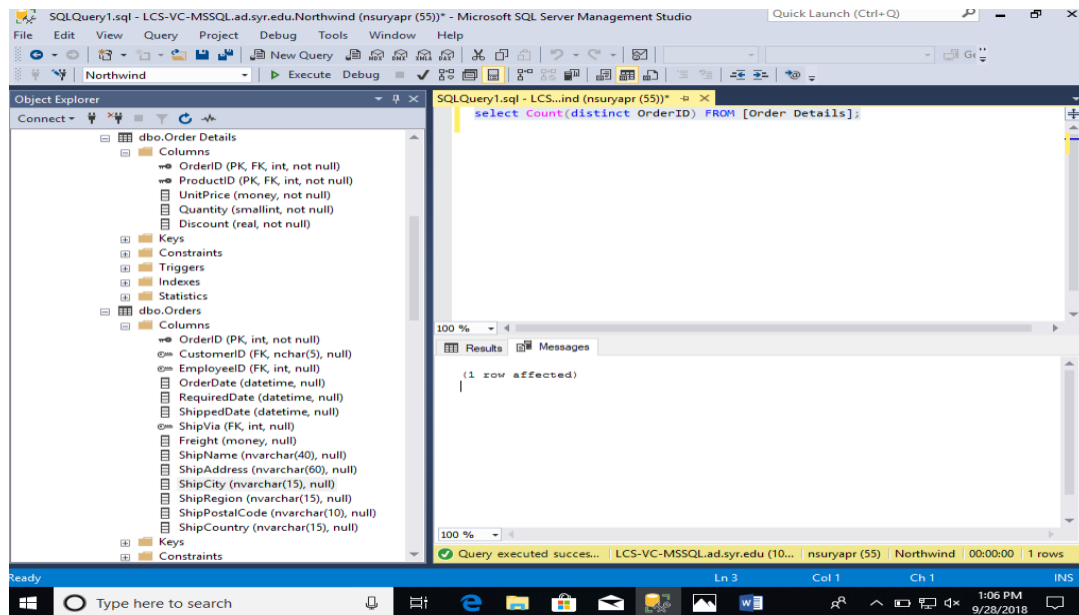 SQLQuery1.sql - LCS-VC-MSSQL.ad.syr.edu.Northwind (nsuryapr (55))* - Microsoft SQL Server Management Studio
Quick Launch (Ctrl+Q)
File Edit View Query Project Debug Tools Window Help
New Query
Northwind Execute Debug
Object Explorer
Connect
dbo.Order Details
Columns
OrderID (PK, FK, int, not null)
ProductID (PK, FK, int, not null)
UnitPrice (money, not null)
Quantity (smallint, not null)
Discount (real, not null)
Keys
Constraints
Triggers
Indexes
Statistics
dbo.Orders
Columns
OrderID (PK, int, not null)
CustomerID (FK, nchar(5), null)
EmployeeID (FK, int, null)
OrderDate (datetime, null)
RequiredDate (datetime, null)
ShippedDate (datetime, null)
ShipVia (FK, int, null)
Freight (money, null)
ShipName (nvarchar(40), null)
ShipAddress (nvarchar(60), null)
ShipCity (nvarchar(15), null)
ShipRegion (nvarchar(15), null)
ShipPostalCode (nvarchar(10), null)
ShipCountry (nvarchar(15), null)
Keys
Constraints
SQLQuery1.sql - LCS...ind (nsuryapr (55))*
select Count(distinct OrderID) FROM [Order Details];
100 %
Results Messages
(1 row affected)
100 %
Query executed succes... LCS-VC-MSSQL.ad.syr.edu (10... nsuryapr (55) Northwind 00:00:00 1 rows
Ready Ln 3 Col 1 Ch 1 INS
Type here to search
1:06 PM
9/28/2018